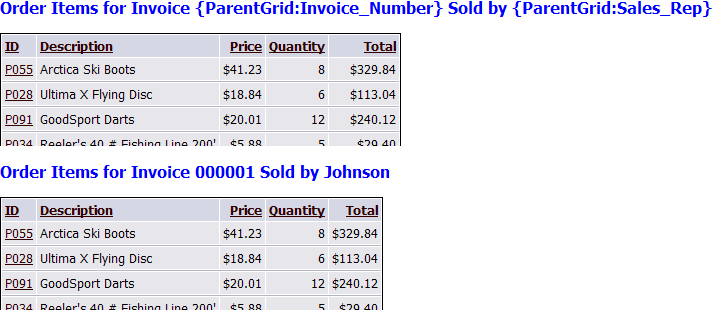 Order Items for Invoice {ParentGrid:Invoice_Number} Sold by {ParentGrid:Sales_Rep}
ID Description Price Quantity Total
P055 Arctica Ski Boots $41.23 8 $329.84
P028 Ultima X Flying Disc $18.84 6 $113.04
P091 GoodSport Darts $20.01 12 $240.12
P034 Reeler's 40 # Fishing Line 200' $5.88 5 $29.40
Order Items for Invoice 000001 Sold by Johnson
ID Description Price Quantity Total
P055 Arctica Ski Boots $41.23 8 $329.84
P028 Ultima X Flying Disc $18.84 6 $113.04
P091 GoodSport Darts $20.01 12 $240.12
P034 Reeler's 40 # Fishing Line 200' $5.88 5 $29.40